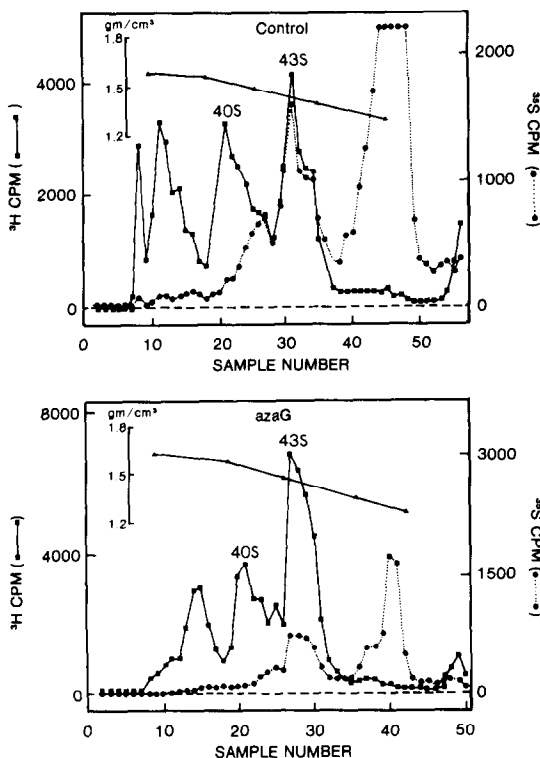 gm/cm³
Control
1.8
1.5
1.2
4000
2000
0
³H CPM (■—■)
40S
43S
2000
1000
0
³⁵S CPM (●····●)
10 20 30 40 50
SAMPLE NUMBER
gm/cm³
azaG
1.8
1.5
1.2
8000
4000
0
³H CPM (■—■)
40S
43S
3000
1500
0
³⁵S CPM (●····●)
10 20 30 40 50
SAMPLE NUMBER